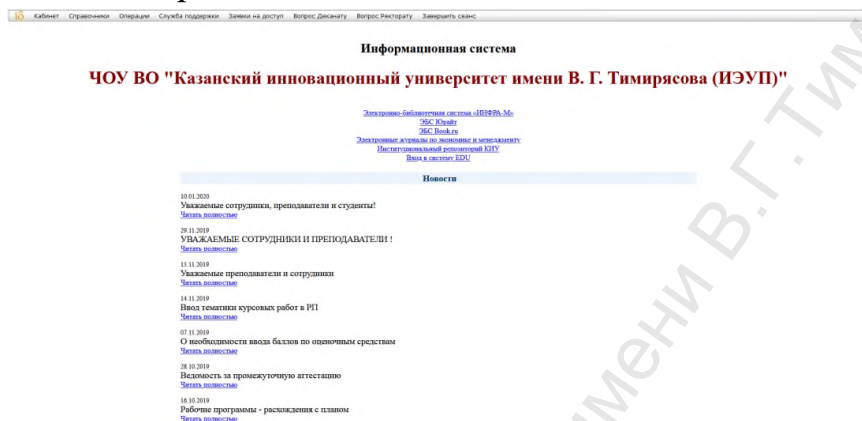 Кабинет Справочники Операции Служба поддержки Заявки на доступ Вопрос Деканату Вопрос Ректорату Завершить сеанс
Информационная система
ЧОУ ВО "Казанский инновационный университет имени В. Г. Тимирясова (ИЭУП)"
Электронно-библиотечная система «ИНФРА-М»
ЭБС Юрайт
ЭБС Book.ru
Электронные журналы по экономике и менеджменту
Институциональный репозиторий КИУ
Вход в систему EDU
Новости
10.01.2020
Уважаемые сотрудники, преподаватели и студенты!
Читать полностью
29.11.2019
УВАЖАЕМЫЕ СОТРУДНИКИ И ПРЕПОДАВАТЕЛИ !
Читать полностью
15.11.2019
Уважаемые преподаватели и сотрудники
Читать полностью
14.11.2019
Ввод тематики курсовых работ в РП
Читать полностью
07.11.2019
О необходимости ввода баллов по оценочным средствам
Читать полностью
28.10.2019
Ведомость за промежуточную аттестацию
Читать полностью
16.10.2019
Рабочие программы - расхождения с планом
Читать полностью
имени В.Г. Тим